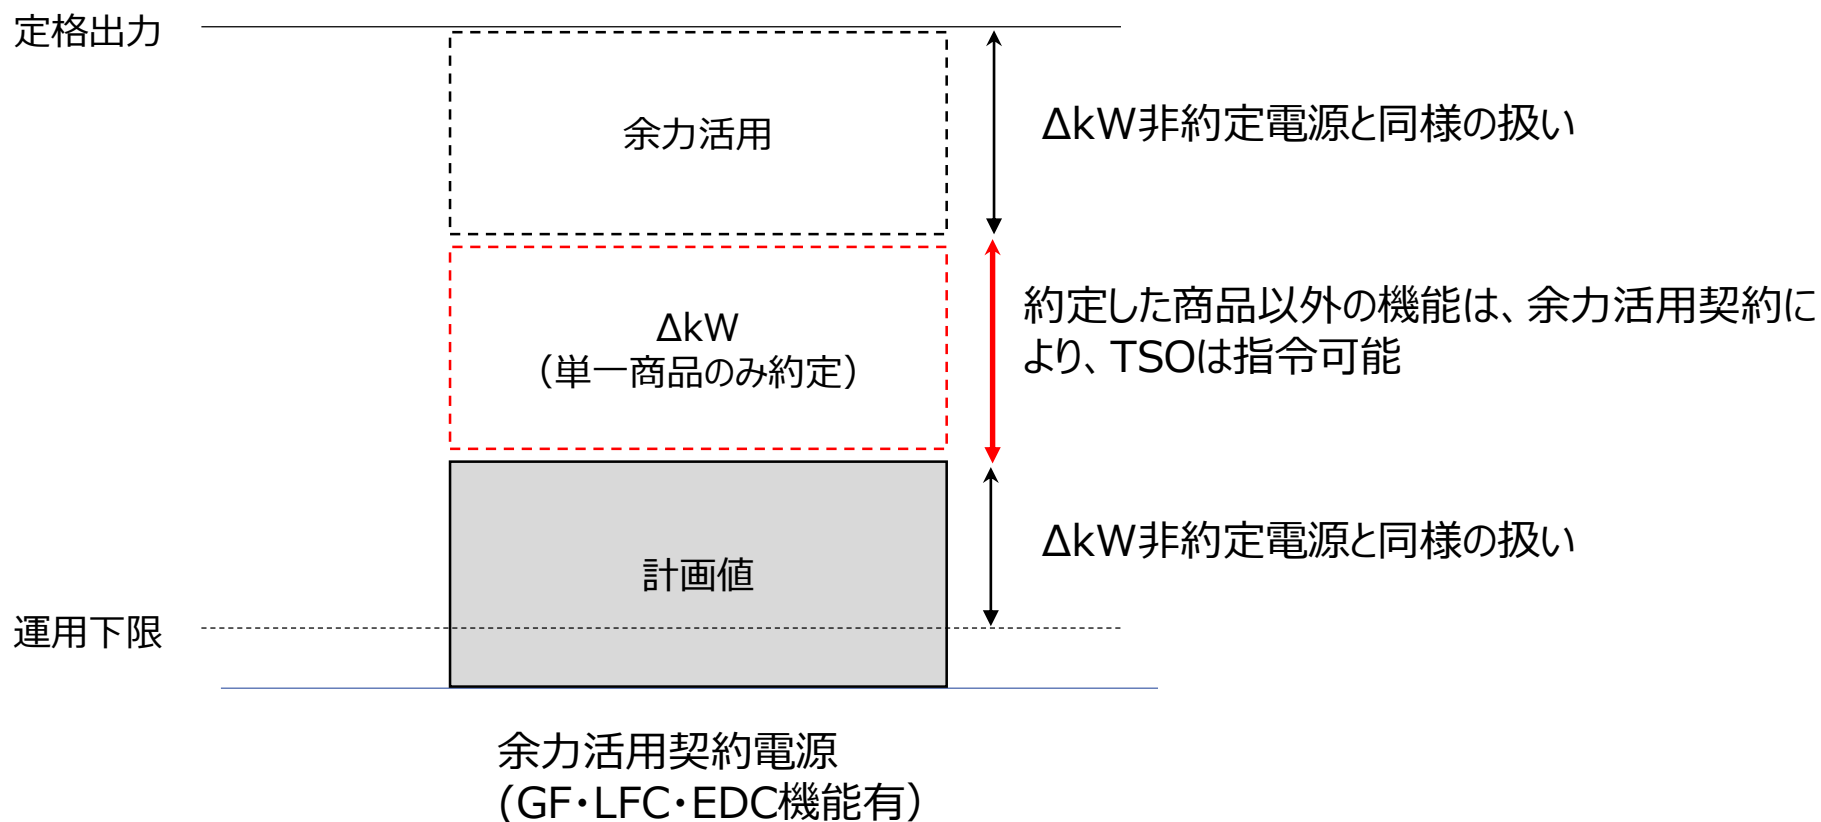 定格出力
余力活用
ΔkW非約定電源と同様の扱い
ΔkW
（単一商品のみ約定）
約定した商品以外の機能は、余力活用契約に
より、TSOは指令可能
計画値
ΔkW非約定電源と同様の扱い
運用下限
余力活用契約電源
(GF・LFC・EDC機能有）